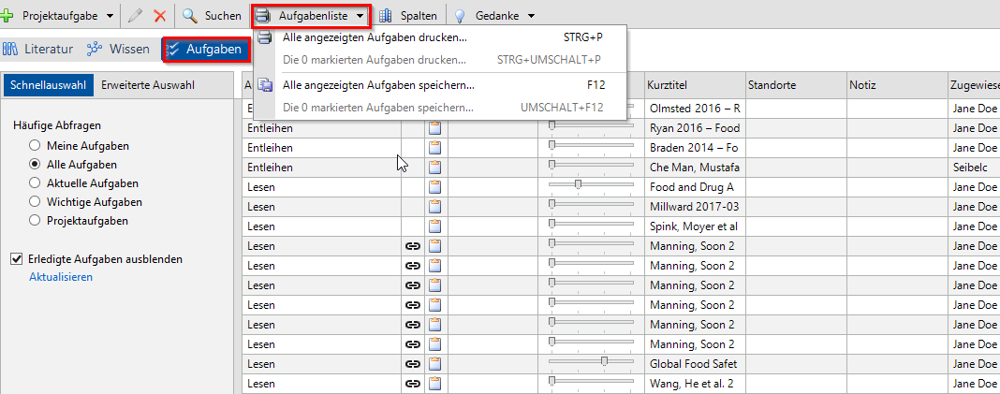 Projektaufgabe Suchen Aufgabenliste Spalten Gedanke
Alle angezeigten Aufgaben drucken... STRG+P
Literatur Wissen Aufgaben
Die 0 markierten Aufgaben drucken... STRG+UMSCHALT+P
Schnellauswahl Erweiterte Auswahl
Alle angezeigten Aufgaben speichern... F12
Die 0 markierten Aufgaben speichern... UMSCHALT+F12
Kurztitel Standorte Notiz Zugewiese
Häufige Abfragen
Meine Aufgaben
Alle Aufgaben
Aktuelle Aufgaben
Wichtige Aufgaben
Projektaufgaben
Erledigte Aufgaben ausblenden
Aktualisieren
Olmsted 2016 – R Jane Doe
Entleihen Ryan 2016 – Food Jane Doe
Entleihen Braden 2014 – Fo Jane Doe
Entleihen Che Man, Mustafa Seibelc
Lesen Food and Drug A Jane Doe
Lesen Millward 2017-03 Jane Doe
Lesen Spink, Moyer et al Jane Doe
Lesen Manning, Soon 2 Jane Doe
Lesen Manning, Soon 2 Jane Doe
Lesen Manning, Soon 2 Jane Doe
Lesen Manning, Soon 2 Jane Doe
Lesen Manning, Soon 2 Jane Doe
Lesen Manning, Soon 2 Jane Doe
Lesen Global Food Safet Jane Doe
Lesen Wang, He et al. 2 Jane Doe